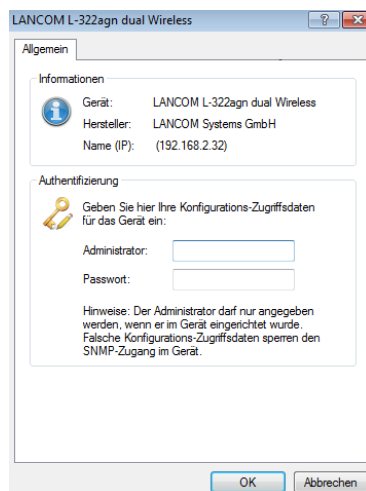 LANCOM L-322agn dual Wireless
Allgemein
Informationen
Gerät: LANCOM L-322agn dual Wireless
Hersteller: LANCOM Systems GmbH
Name (IP): (192.168.2.32)
Authentifizierung
Geben Sie hier Ihre Konfigurations-Zugriffsdaten
für das Gerät ein:
Administrator:
Passwort:
Hinweise: Der Administrator darf nur angegeben
werden, wenn er im Gerät eingerichtet wurde.
Falsche Konfigurations-Zugriffsdaten sperren den
SNMP-Zugang im Gerät.
OK Abbrechen